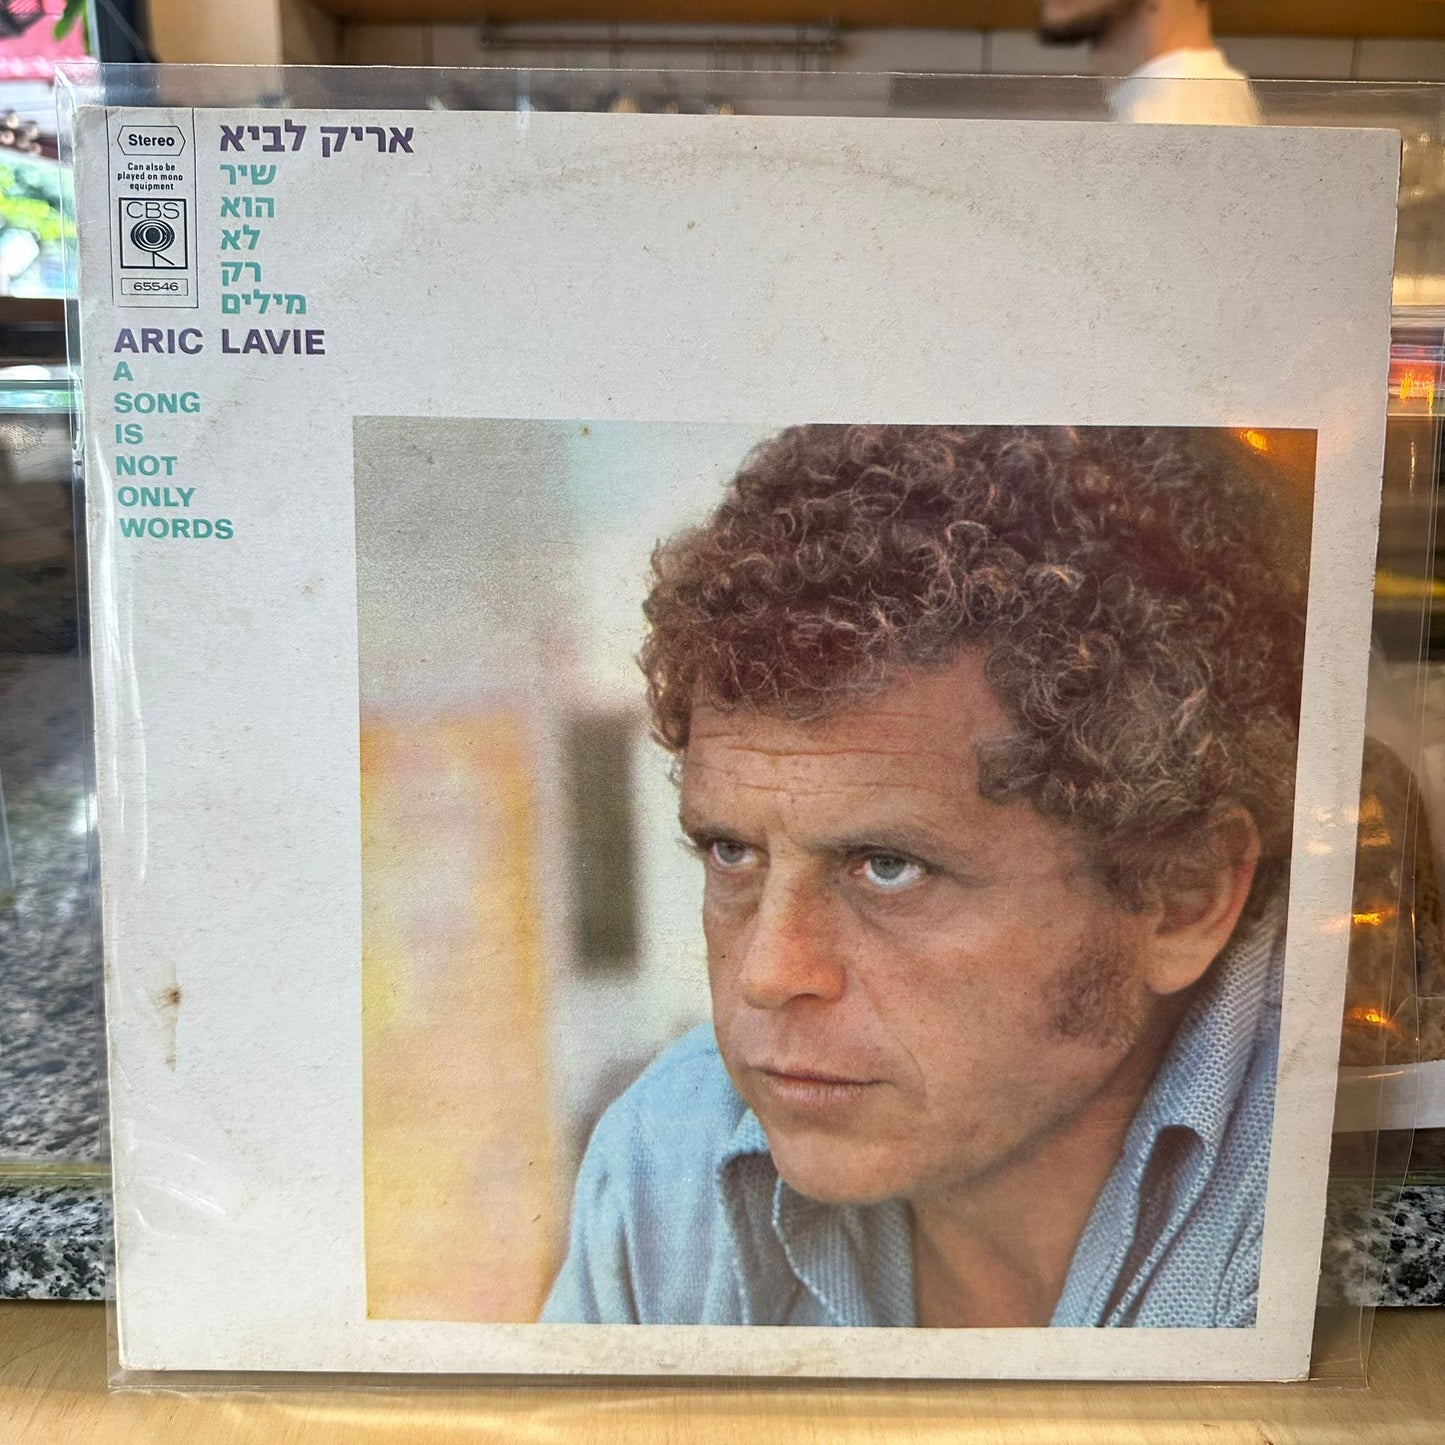 Stereo
Can also be
played on mono
equipment
CBS
65546
אריק לביא
שיר
הוא
לא
רק
מילים
ARIC LAVIE
A
SONG
IS
NOT
ONLY
WORDS